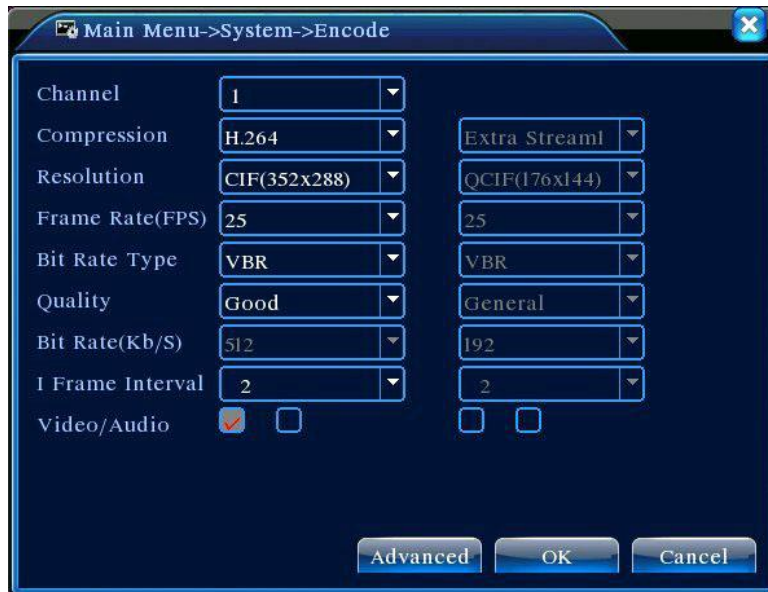 Main Menu->System->Encode
Channel 1
Compression H.264 Extra Stream1
Resolution CIF(352x288) QCIF(176x144)
Frame Rate(FPS) 25 25
Bit Rate Type VBR VBR
Quality Good General
Bit Rate(Kb/S) 512 192
I Frame Interval 2 2
Video/Audio
Advanced OK Cancel